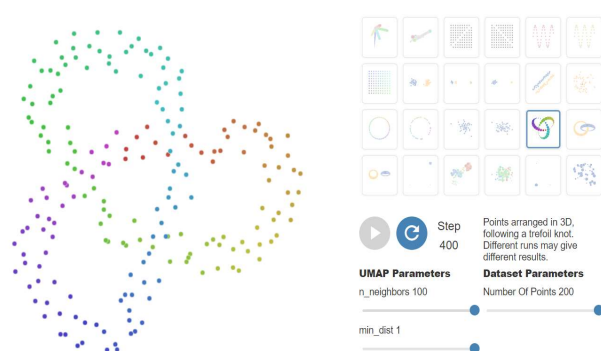 Step
400
Points arranged in 3D,
following a trefoil knot.
Different runs may give
different results.
UMAP Parameters
n_neighbors 100
min_dist 1
Dataset Parameters
Number Of Points 200